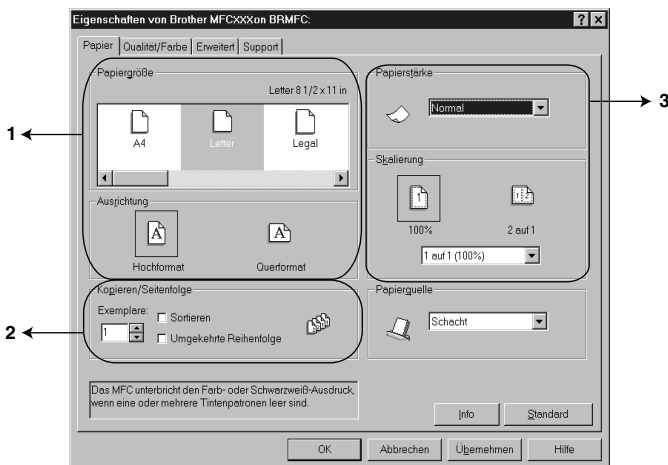 Eigenschaften von Brother MFCXXXon BRMFC:
Papier Qualität/Farbe Erweitert Support
Papiergröße
Letter 8 1/2 x 11 in
A4 Letter Legal
Ausrichtung
A A
Hochformat Querformat
Kopieren/Seitenfolge
Exemplare:
1
Sortieren
Umgekehrte Reihenfolge
Das MFC unterbricht den Farb- oder Schwarzweiß-Ausdruck,
wenn eine oder mehrere Tintenpatronen leer sind.
Papierstärke
Normal
Skalierung
1 1 2
100% 2 auf 1
1 auf 1 (100%)
Papierquelle
Schacht
Info Standard
OK Abbrechen Übernehmen Hilfe
1
2
3